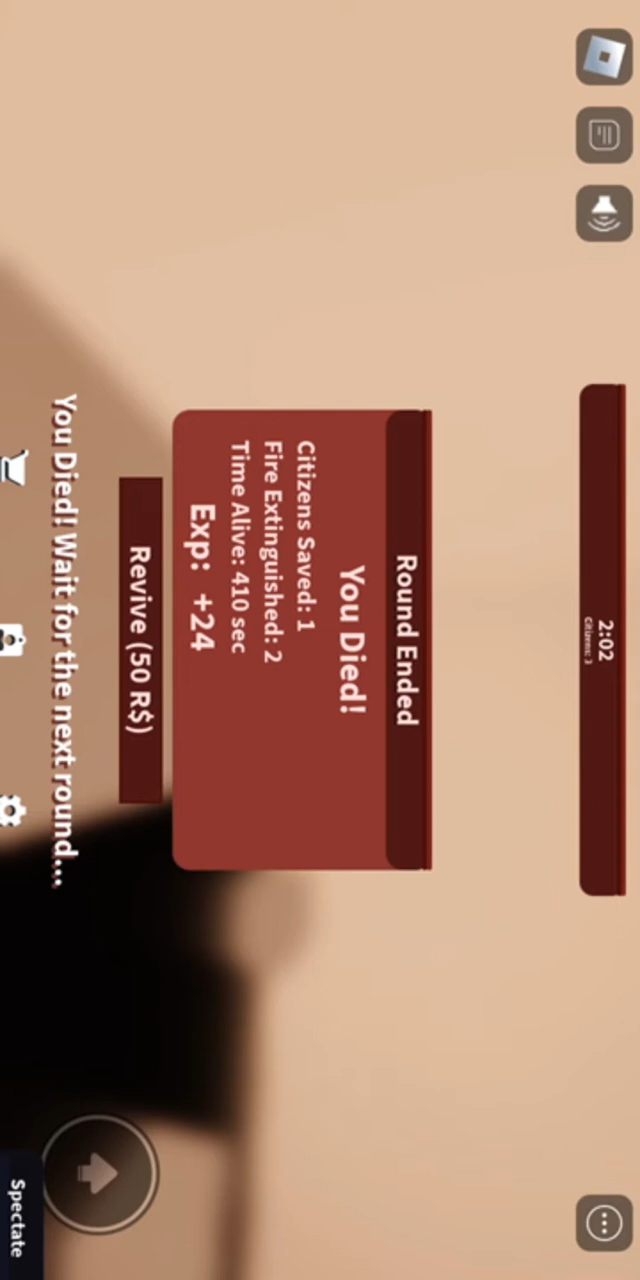 2:02
Citizens: 3
Round Ended
You Died!
Citizens Saved: 1
Fire Extinguished: 2
Time Alive: 410 sec
Exp: +24
Revive (50 R$)
You Died! Wait for the next round...
Spectate